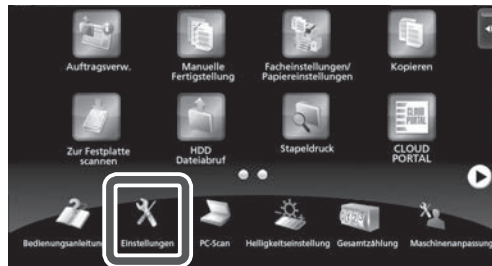 Auftragsverw.
Manuelle
Fertigstellung
Facheinstellungen/
Papiereinstellungen
Kopieren
Zur Festplatte
scannen
HDD
Dateiabruf
Stapeldruck
CLOUD
PORTAL
CLOUD
PORTAL
Bedienungsanleitung
Einstellungen
PC-Scan
Helligkeitseinstellung
Gesamtzählung
Maschinenanpassung